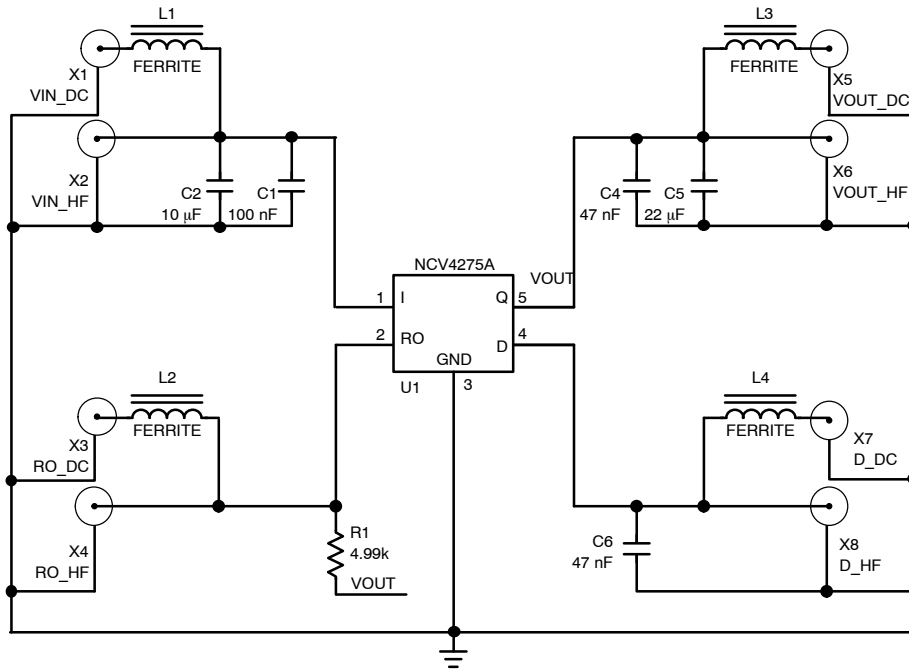 L1
FERRITE
X1
VIN_DC
X2
VIN_HF
C2
10 µF
C1
100 nF
L3
FERRITE
X5
VOUT_DC
X6
VOUT_HF
C4
47 nF
C5
22 µF
NCV4275A
VOUT
1
I
Q
5
2
RO
D
4
GND
U1
3
L2
FERRITE
X3
RO_DC
X4
RO_HF
R1
4.99k
VOUT
L4
FERRITE
X7
D_DC
C6
47 nF
X8
D_HF